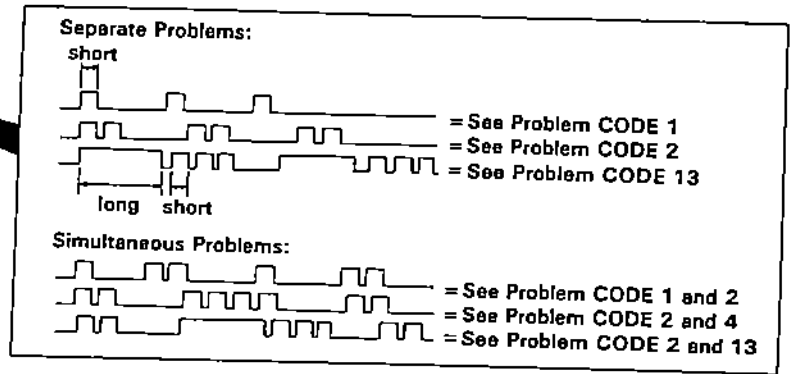 Separate Problems:
short
= See Problem CODE 1
= See Problem CODE 2
= See Problem CODE 13
long short
Simultaneous Problems:
= See Problem CODE 1 and 2
= See Problem CODE 2 and 4
= See Problem CODE 2 and 13